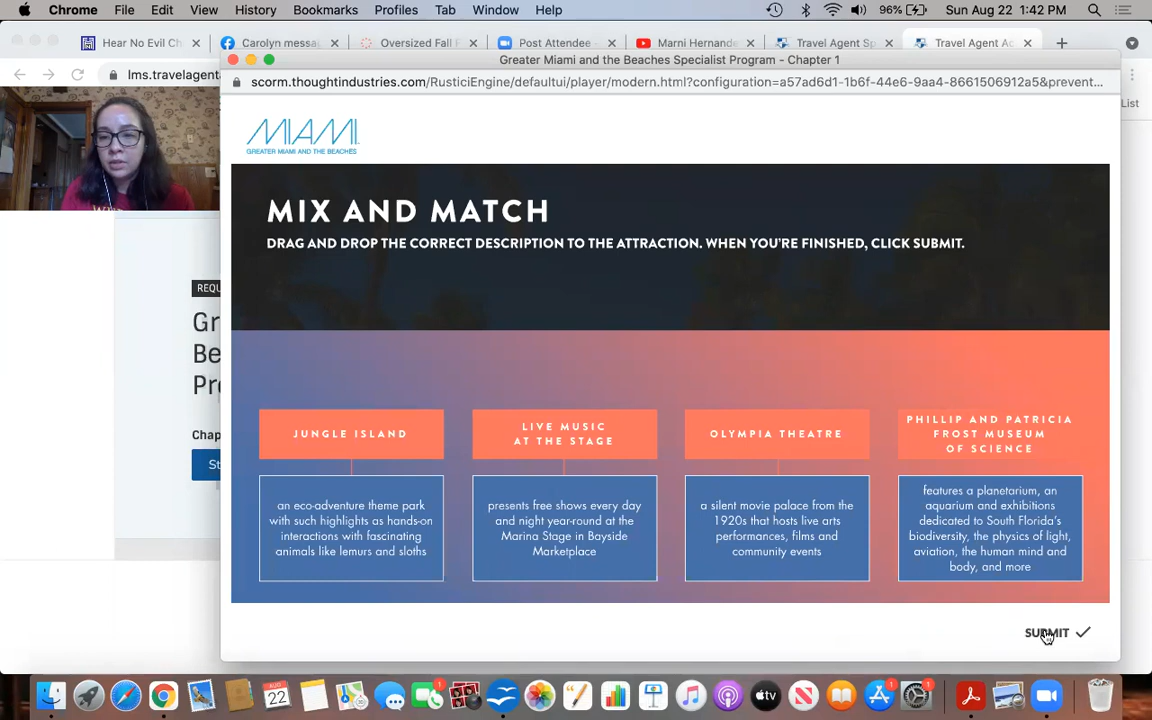 Chrome File Edit View History Bookmarks Profiles Tab Window Help 96% Sun Aug 22 1:42 PM
Hear No Evil Ch Carolyn messa Oversized Fall F Post Attendee Marni Hernande Travel Agent Sp Travel Agent Ac
Greater Miami and the Beaches Specialist Program - Chapter 1
lms.travelagent
scorm.thoughtindustries.com/RusticiEngine/defaultui/player/modern.html?configuration=a57ad6d1-1b6f-44e6-9aa4-8661506912a5&prevent...
List
MIAMI
GREATER MIAMI AND THE BEACHES
MIX AND MATCH
DRAG AND DROP THE CORRECT DESCRIPTION TO THE ATTRACTION. WHEN YOU'RE FINISHED, CLICK SUBMIT.
REQU
Gr
Be
Pro
Chap
St
JUNGLE ISLAND
LIVE MUSIC
AT THE STAGE
OLYMPIA THEATRE
PHILLIP AND PATRICIA
FROST MUSEUM
OF SCIENCE
an eco-adventure theme park
with such highlights as hands-on
interactions with fascinating
animals like lemurs and sloths
presents free shows every day
and night year-round at the
Marina Stage in Bayside
Marketplace
a silent movie palace from the
1920s that hosts live arts
performances, films and
community events
features a planetarium, an
aquarium and exhibitions
dedicated to South Florida's
biodiversity, the physics of light,
aviation, the human mind and
body, and more
SUBMIT
AUG
22